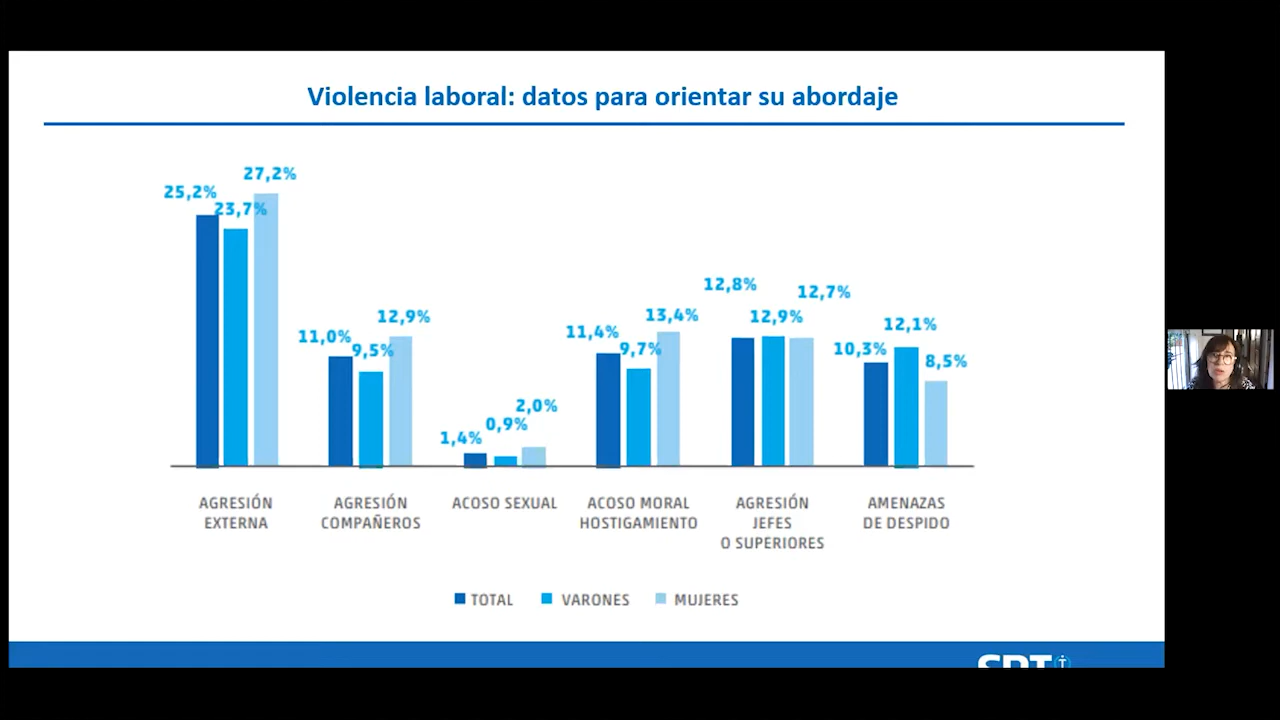 Violencia laboral: datos para orientar su abordaje
25,2%
23,7%
27,2%
11,0%
9,5%
12,9%
1,4%
0,9%
2,0%
11,4%
9,7%
13,4%
12,8%
12,9%
12,7%
10,3%
12,1%
8,5%
AGRESIÓN
EXTERNA
AGRESIÓN
COMPAÑEROS
ACOSO SEXUAL
ACOSO MORAL
HOSTIGAMIENTO
AGRESIÓN
JEFES
O SUPERIORES
AMENAZAS
DE DESPIDO
TOTAL
VARONES
MUJERES
SRT